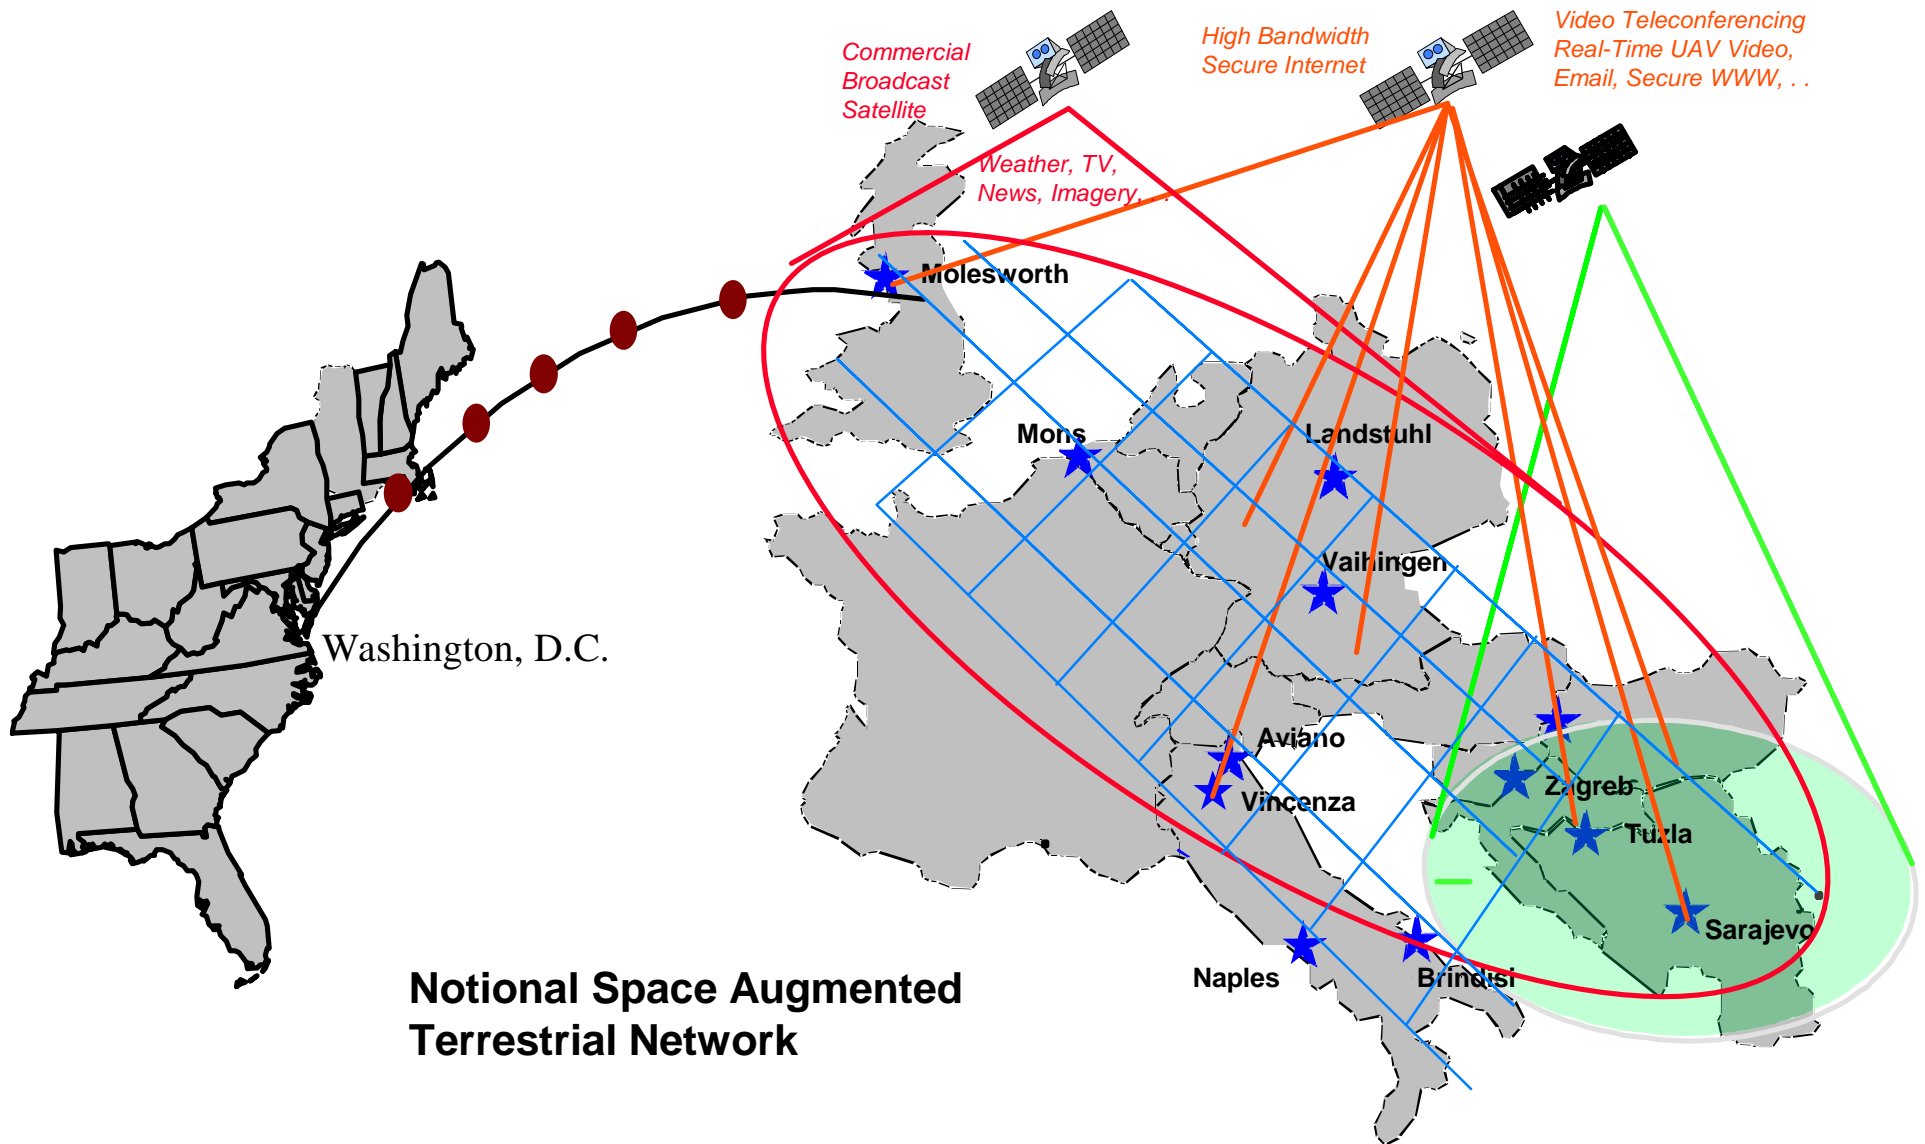 Commercial
Broadcast
Satellite
High Bandwidth
Secure Internet
Video Teleconferencing
Real-Time UAV Video,
Email, Secure WWW, . .
Weather, TV,
News, Imagery, . .
Molesworth
Mons
Landstuhl
Vaihingen
Washington, D.C.
Aviano
Vincenza
Zagreb
Tuzla
Sarajevo
Naples
Brindisi
Notional Space Augmented
Terrestrial Network